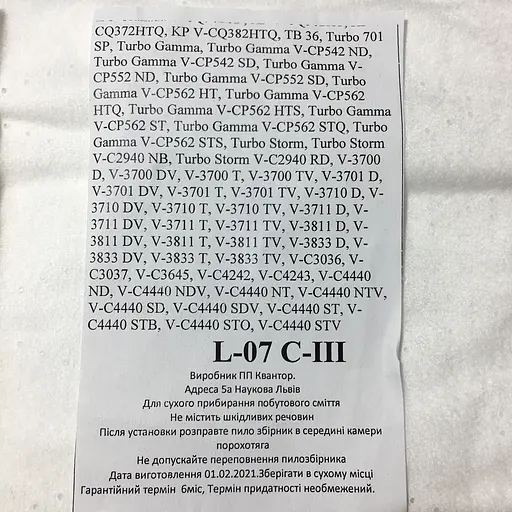 CQ372HTQ, KP V-CQ382HTQ, TB 36, Turbo 701
SP, Turbo Gamma, Turbo Gamma V-CP542 ND,
Turbo Gamma V-CP542 SD, Turbo Gamma V-
CP552 ND, Turbo Gamma V-CP552 SD, Turbo
Gamma V-CP562 HT, Turbo Gamma V-CP562
HTQ, Turbo Gamma V-CP562 HTS, Turbo Gamma
V-CP562 ST, Turbo Gamma V-CP562 STQ, Turbo
Gamma V-CP562 STS, Turbo Storm, Turbo Storm
V-C2940 NB, Turbo Storm V-C2940 RD, V-3700
D, V-3700 DV, V-3700 T, V-3700 TV, V-3701 D,
V-3701 DV, V-3701 T, V-3701 TV, V-3710 D, V-
3710 DV, V-3710 T, V-3710 TV, V-3711 D, V-
3711 DV, V-3711 T, V-3711 TV, V-3811 D, V-
3811 DV, V-3811 T, V-3811 TV, V-3833 D, V-
3833 DV, V-3833 T, V-3833 TV, V-C3036, V-
C3037, V-C3645, V-C4242, V-C4243, V-C4440
ND, V-C4440 NDV, V-C4440 NT, V-C4440 NTV,
V-C4440 SD, V-C4440 SDV, V-C4440 ST, V-
C4440 STB, V-C4440 STO, V-C4440 STV
L-07 C-III
Виробник ПП Квантор.
Адреса 5а Наукова Львів
Для сухого прибирання побутового сміття
Не містить шкідливих речовин
Після установки розправте пило збірник в середині камери
порохотяга
Не допускайте переповнення пилозбірника
Дата виготовлення 01.02.2021.Зберігати в сухому місці
Гарантійний термін 6міс, Термін придатності необмежений.